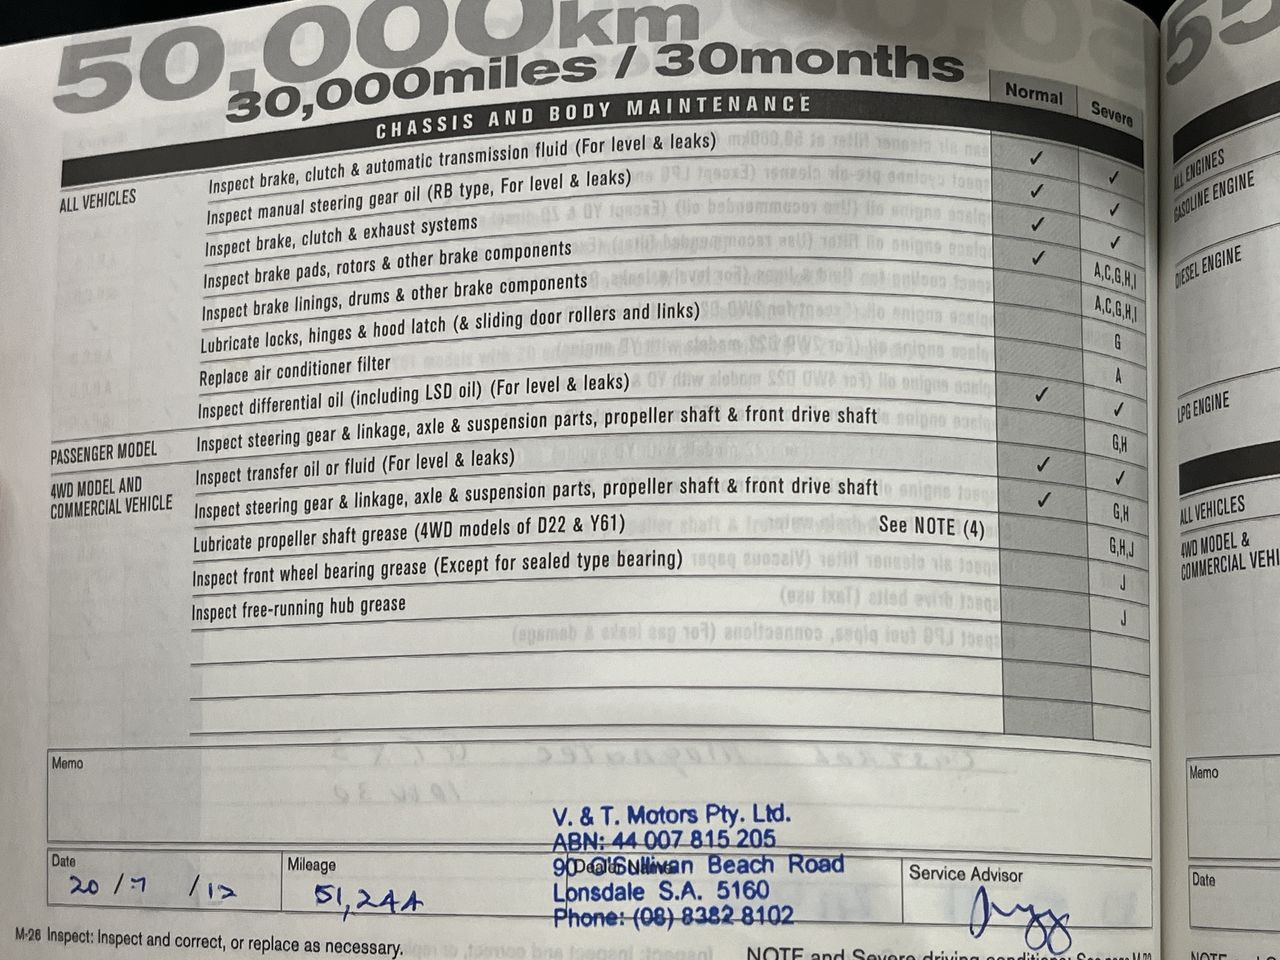 50,000km
30,000miles / 30months
CHASSIS AND BODY MAINTENANCE
Normal
Severe
ALL VEHICLES
Inspect brake, clutch & automatic transmission fluid (For level & leaks) ✓ ✓
Inspect manual steering gear oil (RB type, For level & leaks) ✓ ✓
Inspect brake, clutch & exhaust systems ✓ ✓
Inspect brake pads, rotors & other brake components ✓ A,C,G,H,I
Inspect brake linings, drums & other brake components A,C,G,H,I
Lubricate locks, hinges & hood latch (& sliding door rollers and links) G
Replace air conditioner filter A
Inspect differential oil (including LSD oil) (For level & leaks) ✓ ✓
PASSENGER MODEL
Inspect steering gear & linkage, axle & suspension parts, propeller shaft & front drive shaft G,H
4WD MODEL AND
COMMERCIAL VEHICLE
Inspect transfer oil or fluid (For level & leaks) ✓ ✓
Inspect steering gear & linkage, axle & suspension parts, propeller shaft & front drive shaft ✓ G,H
Lubricate propeller shaft grease (4WD models of D22 & Y61) See NOTE (4) G,H,J
Inspect front wheel bearing grease (Except for sealed type bearing) J
Inspect free-running hub grease J
Memo
V. & T. Motors Pty. Ltd.
ABN: 44 007 815 205
90 O'Sullivan Beach Road
Lonsdale S.A. 5160
Phone: (08) 8382 8102
Date
20/7/12
Mileage
51,244
Service Advisor
M-26 Inspect: Inspect and correct, or replace as necessary.
NOTE and Severe driving conditions: See page M-
55
ALL ENGINES
GASOLINE ENGINE
DIESEL ENGINE
LPG ENGINE
ALL VEHICLES
4WD MODEL &
COMMERCIAL VEHI
Memo
Date
NOTE